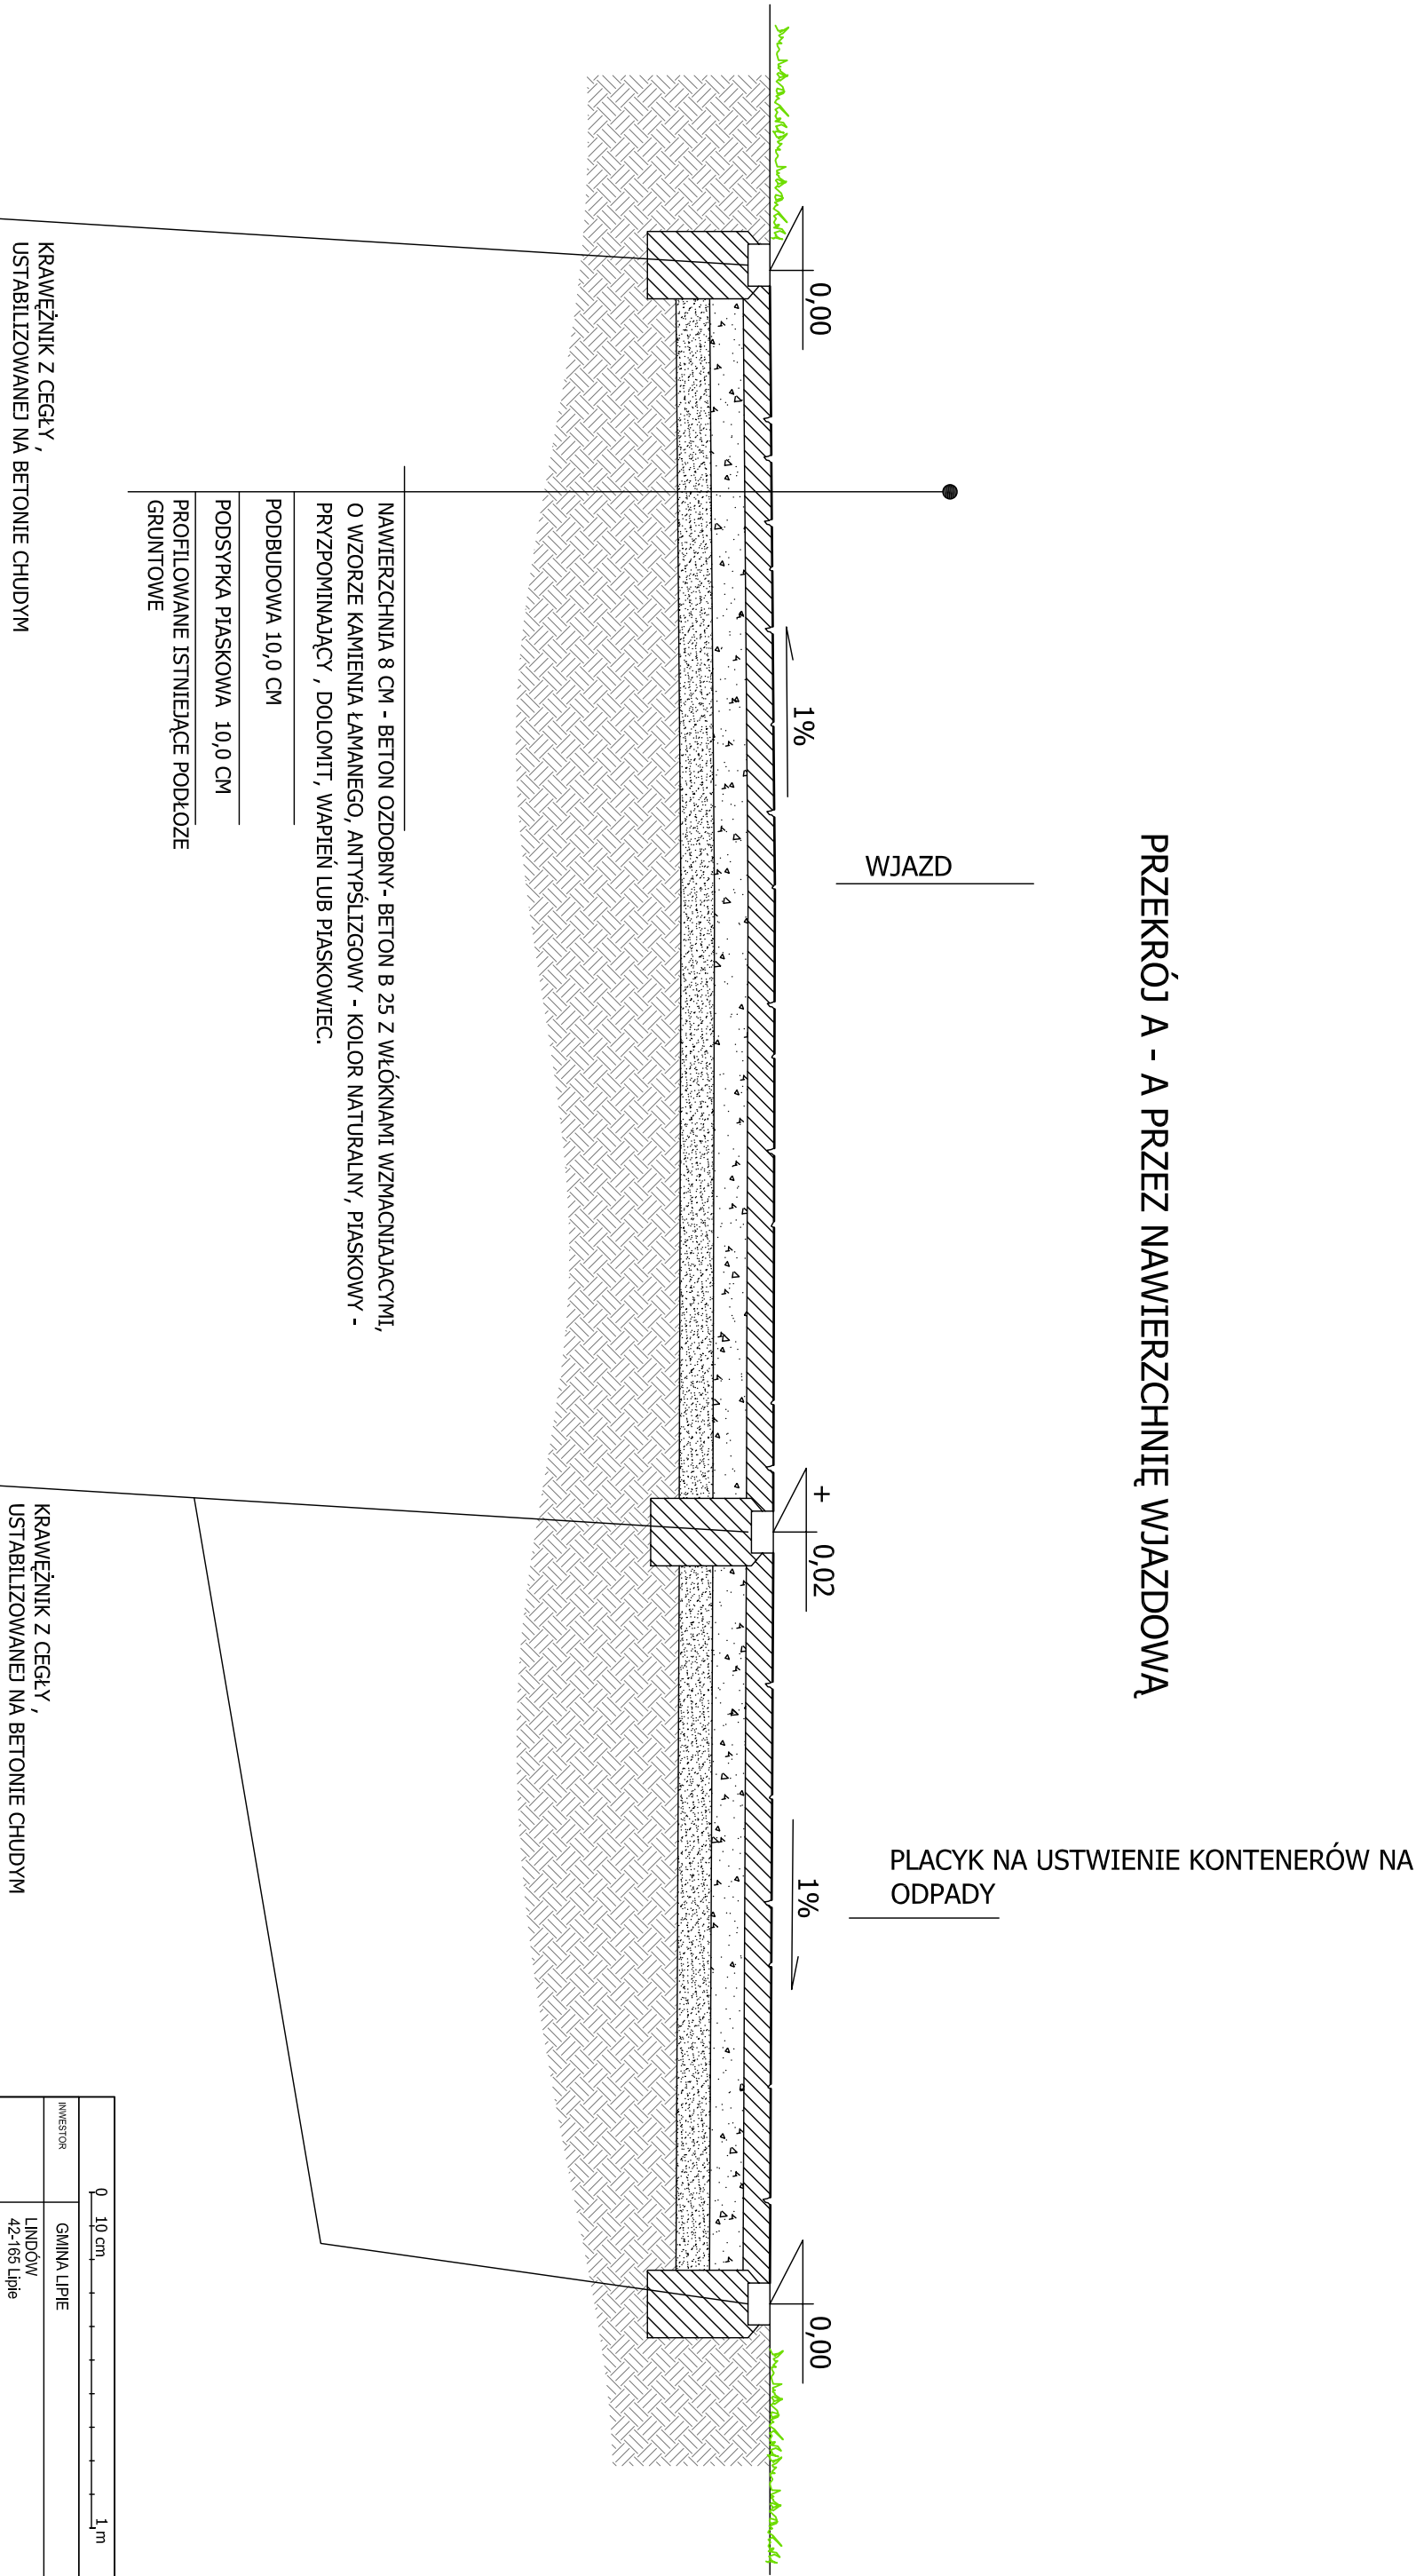 PRZEKRÓJ A - A PRZEZ NAWIERZCHNIĘ WJAZDOWĄ
WJAZD
PLACYK NA USTWIENIE KONTENERÓW NA
ODPADY
0,00
1%
+ 0,02
1%
0,00
NAWIERZCHNIA 8 CM - BETON OZDOBNY- BETON B 25 Z WŁÓKNAMI WZMACNIAJACYMI,
O WZORZE KAMIENIA ŁAMANEGO, ANTYPŚLIZGOWY - KOLOR NATURALNY, PIASKOWY -
PRYZPOMINAJĄCY , DOLOMIT, WAPIEŃ LUB PIASKOWIEC.
PODBUDOWA 10,0 CM
PODSYPKA PIASKOWA 10,0 CM
PROFILOWANE ISTNIEJĄCE PODŁOZE
GRUNTOWE
KRAWĘŻNIK Z CEGŁY ,
USTABILIZOWANEJ NA BETONIE CHUDYM
KRAWĘŻNIK Z CEGŁY ,
USTABILIZOWANEJ NA BETONIE CHUDYM
0 10 cm 1 m
INWESTOR GMINA LIPIE
LINDÓW
42-165 Lipie